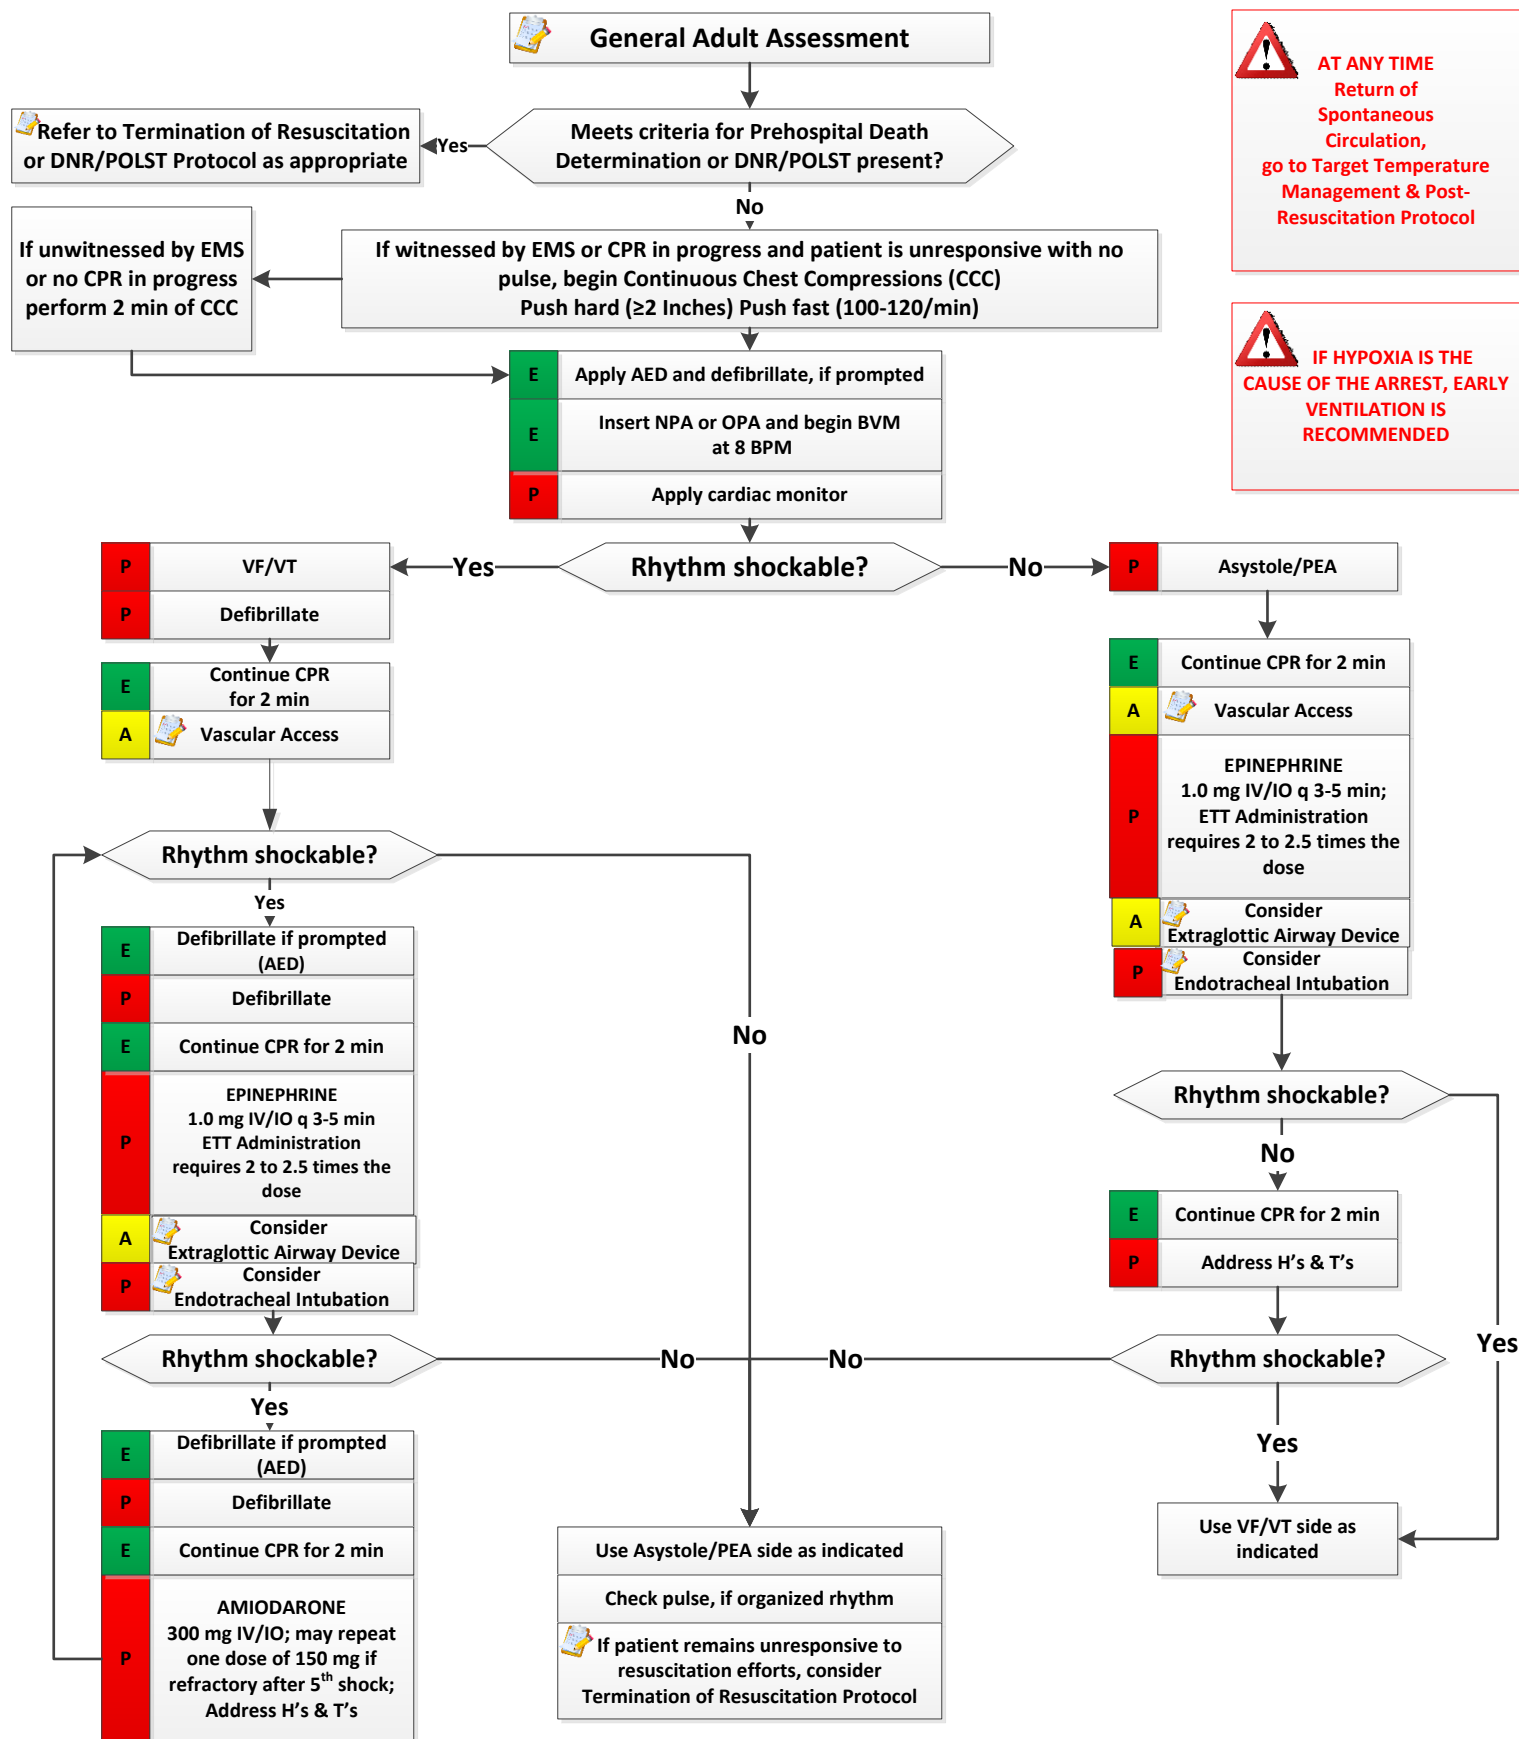 General Adult Assessment
AT ANY TIME
Return of
Spontaneous
Circulation,
go to Target Temperature
Management & Post-
Resuscitation Protocol
Refer to Termination of Resuscitation
or DNR/POLST Protocol as appropriate
Yes
Meets criteria for Prehospital Death
Determination or DNR/POLST present?
No
If unwitnessed by EMS
or no CPR in progress
perform 2 min of CCC
If witnessed by EMS or CPR in progress and patient is unresponsive with no
pulse, begin Continuous Chest Compressions (CCC)
Push hard (≥2 Inches) Push fast (100-120/min)
IF HYPOXIA IS THE
CAUSE OF THE ARREST, EARLY
VENTILATION IS
RECOMMENDED
E
Apply AED and defibrillate, if prompted
E
Insert NPA or OPA and begin BVM
at 8 BPM
P
Apply cardiac monitor
Rhythm shockable?
Yes
No
P
VF/VT
P
Defibrillate
E
Continue CPR
for 2 min
A
Vascular Access
Rhythm shockable?
Yes
No
E
Defibrillate if prompted
(AED)
P
Defibrillate
E
Continue CPR for 2 min
P
EPINEPHRINE
1.0 mg IV/IO q 3-5 min
ETT Administration
requires 2 to 2.5 times the
dose
A
Consider
Extraglottic Airway Device
P
Consider
Endotracheal Intubation
Rhythm shockable?
No
Yes
E
Defibrillate if prompted
(AED)
P
Defibrillate
E
Continue CPR for 2 min
P
AMIODARONE
300 mg IV/IO; may repeat
one dose of 150 mg if
refractory after 5th shock;
Address H’s & T’s
Use Asystole/PEA side as indicated
Check pulse, if organized rhythm
If patient remains unresponsive to
resuscitation efforts, consider
Termination of Resuscitation Protocol
P
Asystole/PEA
E
Continue CPR for 2 min
A
Vascular Access
P
EPINEPHRINE
1.0 mg IV/IO q 3-5 min;
ETT Administration
requires 2 to 2.5 times the
dose
A
Consider
Extraglottic Airway Device
P
Consider
Endotracheal Intubation
Rhythm shockable?
No
Yes
E
Continue CPR for 2 min
P
Address H’s & T’s
Rhythm shockable?
No
Yes
Use VF/VT side as
indicated